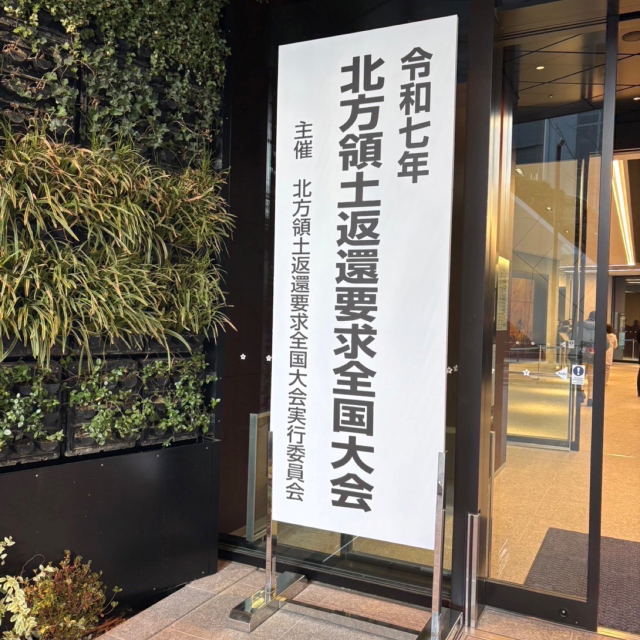 令和七年
北方領土返還要求全国大会
主催　北方領土返還要求全国大会実行委員会